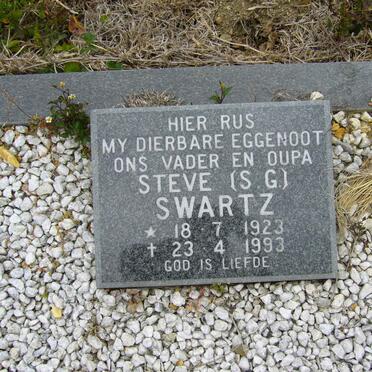 HIER RUS
MY DIERBARE EGGENOOT
ONS VADER EN OUPA
STEVE (S.G.)
SWARTZ
★ 18 7 1923
✝ 23 4 1993
GOD IS LIEFDE